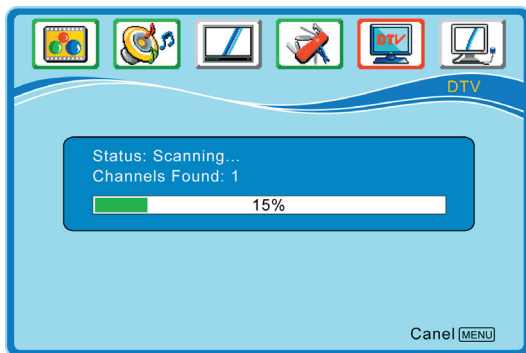 DTV
DTV
Status: Scanning...
Channels Found: 1
15%
Canel MENU